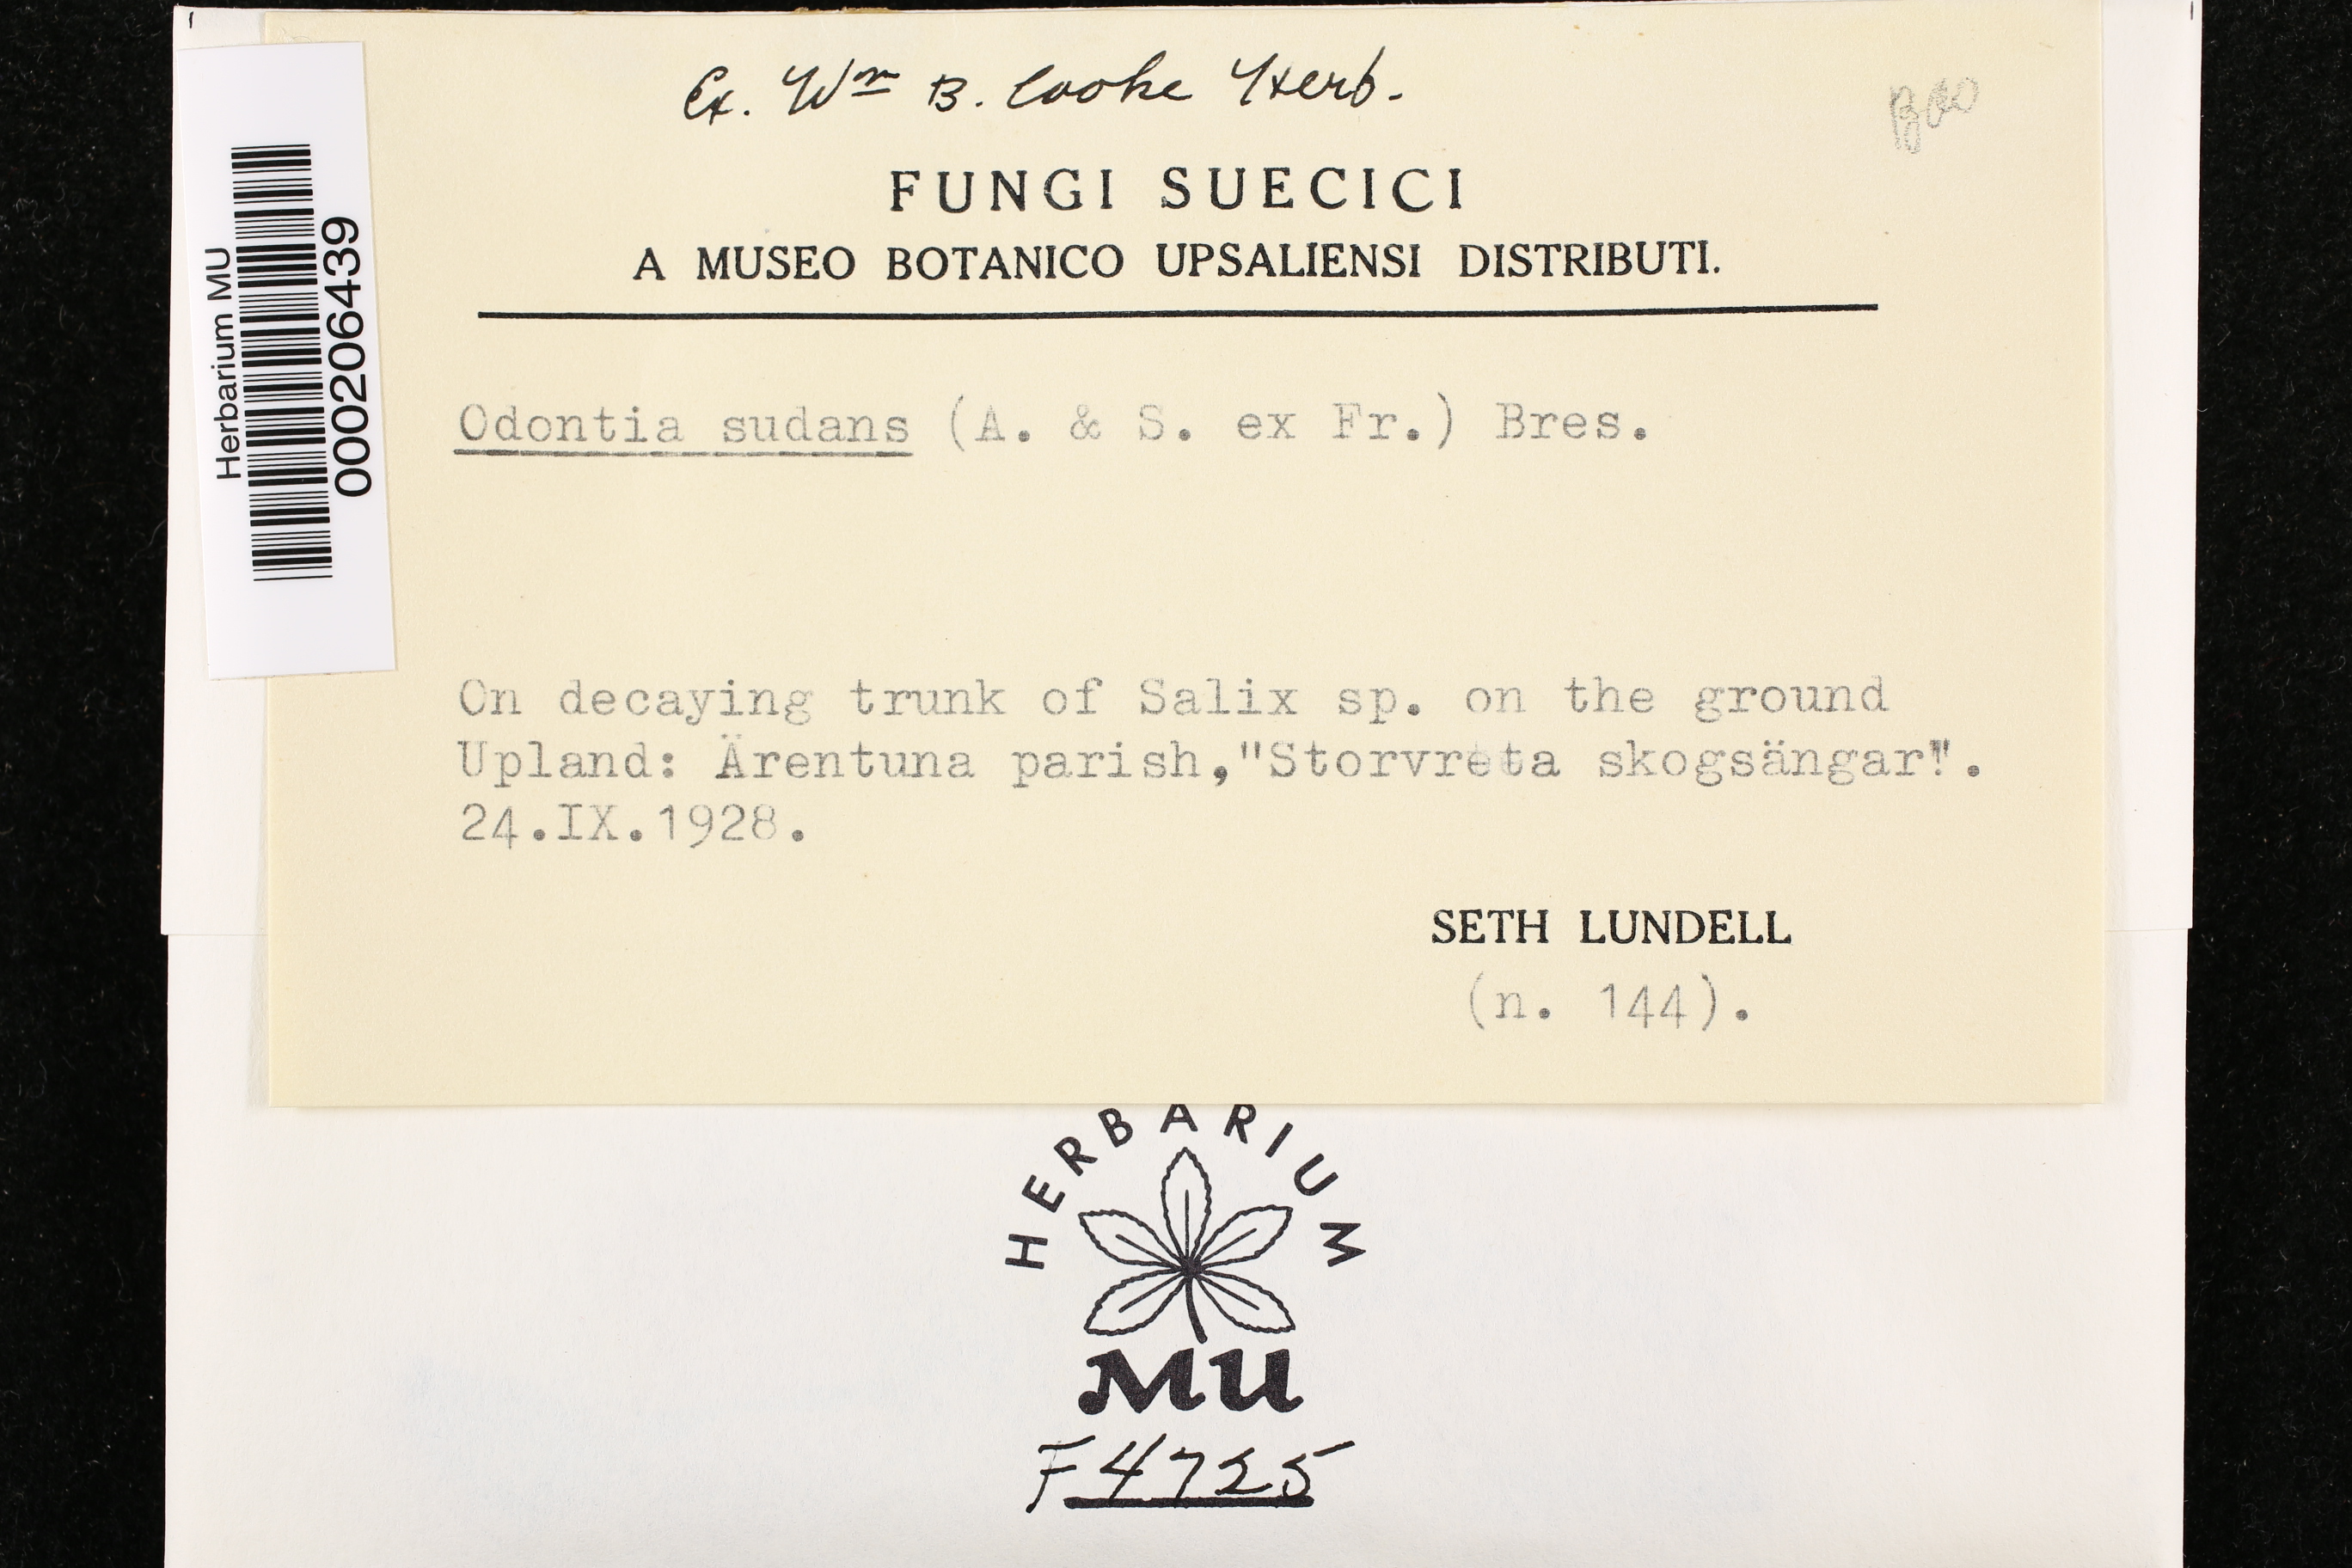 Ex. Wm B. Cooke Herb.
FUNGI SUECICI
A MUSEO BOTANICO UPSALIENSI DISTRIBUTI.
Herbarium MU
0002064439
Odontia sudans (A. & S. ex Fr.) Bres.
On decaying trunk of Salix sp. on the ground
Upland: Ärentuna parish,"Storvreta skogsängar".
24.IX.1928.
SETH LUNDELL
(n. 144).
HERBARIUM
MU
F4725